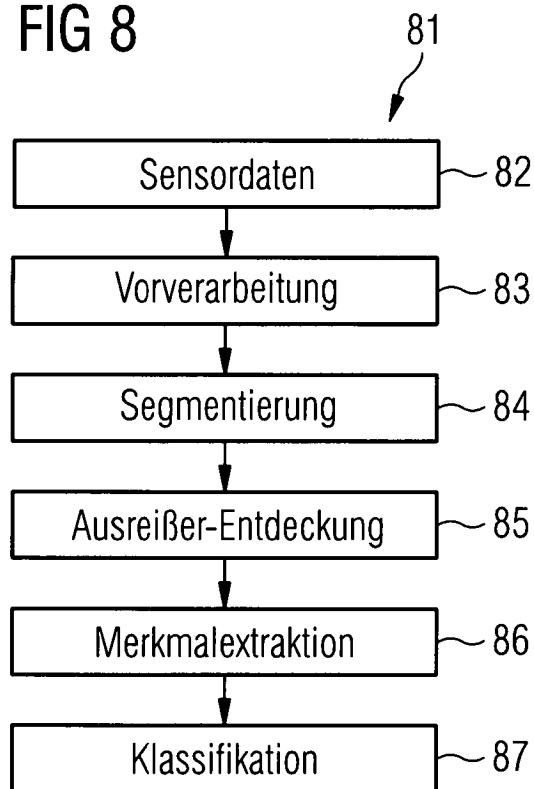 FIG 8
81
Sensordaten 82
Vorverarbeitung 83
Segmentierung 84
Ausreißer-Entdeckung 85
Merkmalextraktion 86
Klassifikation 87